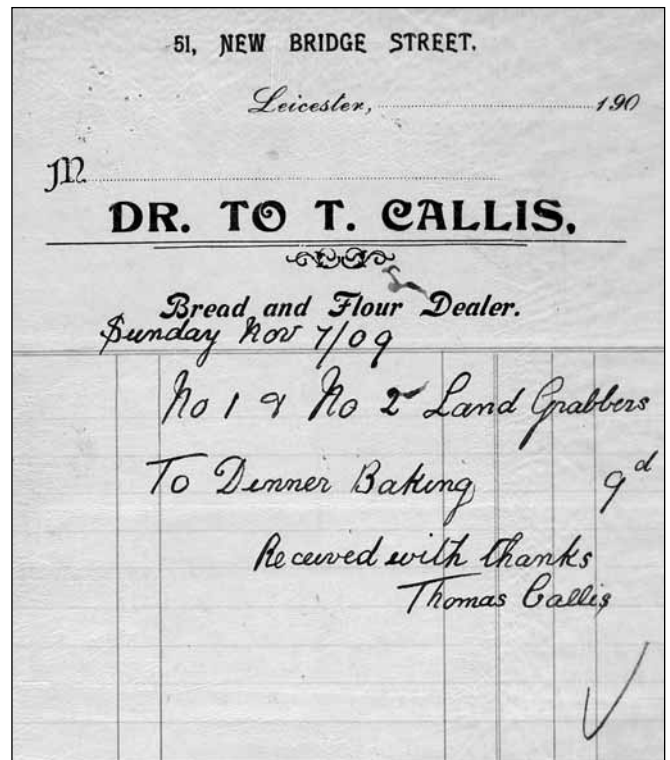 51, NEW BRIDGE STREET.
Leicester, 190
M
DR. TO T. CALLIS.
Bread and Flour Dealer.
Sunday Nov 7/09
No 1 & No 2 Land Grabbers
To Dinner Baking 9d
Received with thanks
Thomas Callis